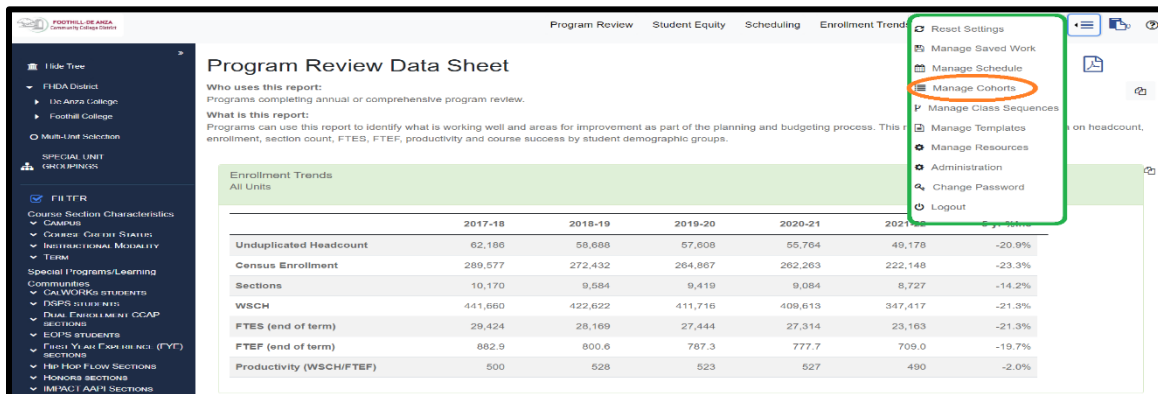 FOOTHILL-DE ANZA
Community College District
Program Review Student Equity Scheduling Enrollment Trends
Reset Settings
Manage Saved Work
Manage Schedule
Manage Cohorts
Manage Class Sequences
Manage Templates
Manage Resources
Administration
Change Password
Logout
Hide Tree
FHDA District
De Anza College
Foothill College
Multi-Unit Selection
SPECIAL UNIT
GROUPINGS
FILTER
Course Section Characteristics
CAMPUS
COURSE CREDIT STATUS
INSTRUCTIONAL MODALITY
TERM
Special Programs/Learning
Communities
CALWORKS STUDENTS
DSPS STUDENTS
DUAL ENROLLMENT CCAP
SECTIONS
EOPS STUDENTS
FIRST YEAR EXPERIENCE (FYE)
SECTIONS
HIP HOP FLOW SECTIONS
HONORS SECTIONS
IMPACT AAPI SECTIONS
Program Review Data Sheet
Who uses this report:
Programs completing annual or comprehensive program review.
What is this report:
Programs can use this report to identify what is working well and areas for improvement as part of the planning and budgeting process. This on headcount,
enrollment, section count, FTES, FTEF, productivity and course success by student demographic groups.
Enrollment Trends
All Units
2017-18 2018-19 2019-20 2020-21
Unduplicated Headcount 62,186 58,688 57,608 55,764 49,178 -20.9%
Census Enrollment 289,577 272,432 264,867 262,263 222,148 -23.3%
Sections 10,170 9,584 9,419 9,084 8,727 -14.2%
WSCH 441,660 422,622 411,716 409,613 347,417 -21.3%
FTES (end of term) 29,424 28,169 27,444 27,314 23,163 -21.3%
FTEF (end of term) 882.9 800.6 787.3 777.7 709.0 -19.7%
Productivity (WSCH/FTEF) 500 528 523 527 490 -2.0%